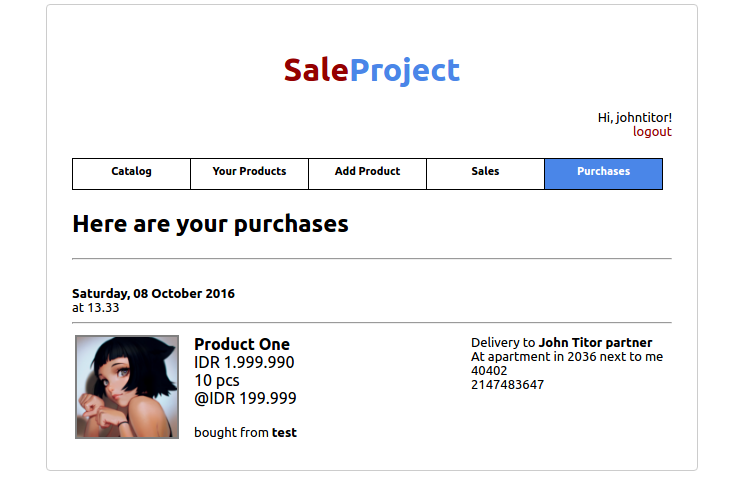 SaleProject
Hi, johntitor!
logout
Catalog
Your Products
Add Product
Sales
Purchases
Here are your purchases
Saturday, 08 October 2016
at 13.33
Product One
IDR 1.999.990
10 pcs
@IDR 199.999
bought from test
Delivery to John Titor partner
At apartment in 2036 next to me
40402
2147483647